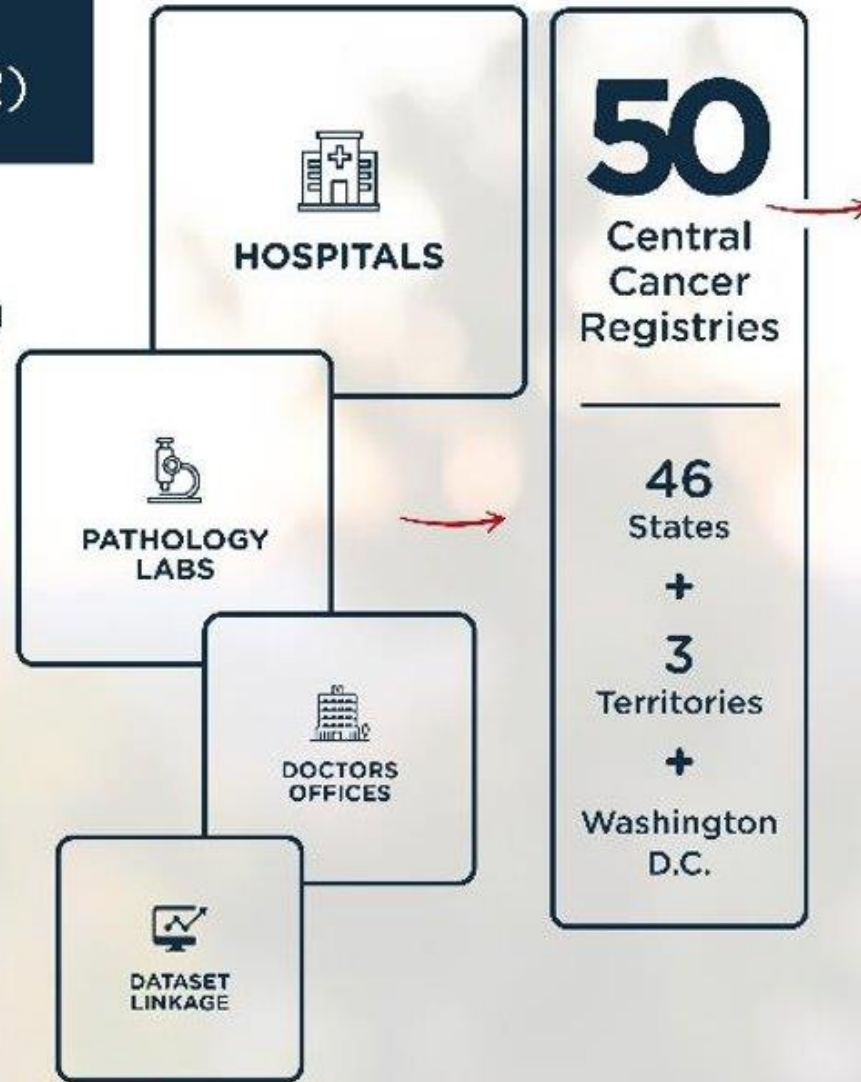 HOSPITALS
PATHOLOGY
LABS
DOCTORS
OFFICES
DATASET
LINKAGE
50
Central
Cancer
Registries
46
States
+
3
Territories
+
Washington
D.C.